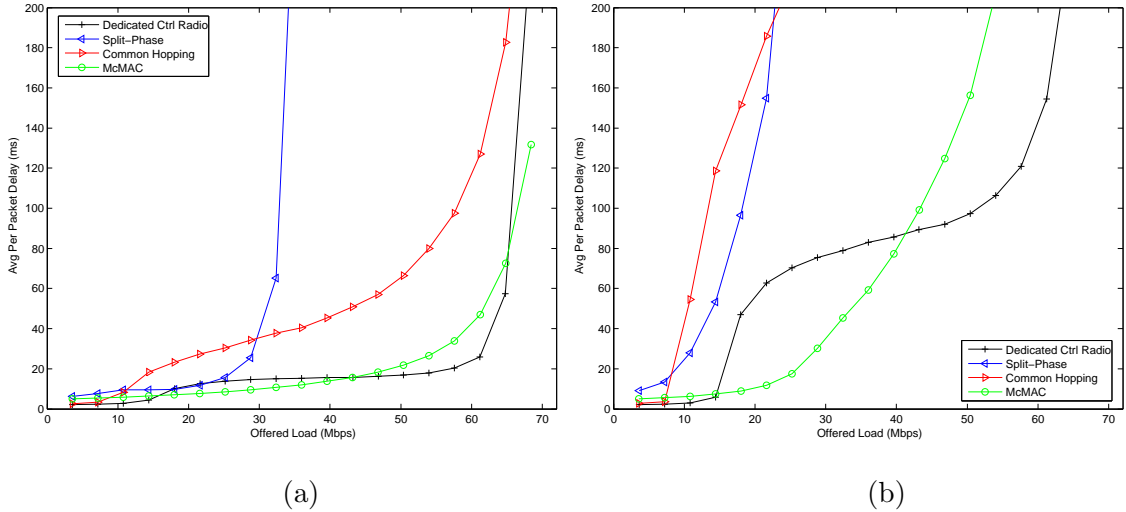 200
180
160
140
120
100
80
60
40
20
0
Avg Per Packet Delay (ms)
Dedicated Ctrl Radio
Split−Phase
Common Hopping
McMAC
0 10 20 30 40 50 60 70
Offered Load (Mbps)
(a)
200
180
160
140
120
100
80
60
40
20
0
Avg Per Packet Delay (ms)
Dedicated Ctrl Radio
Split−Phase
Common Hopping
McMAC
0 10 20 30 40 50 60 70
Offered Load (Mbps)
(b)